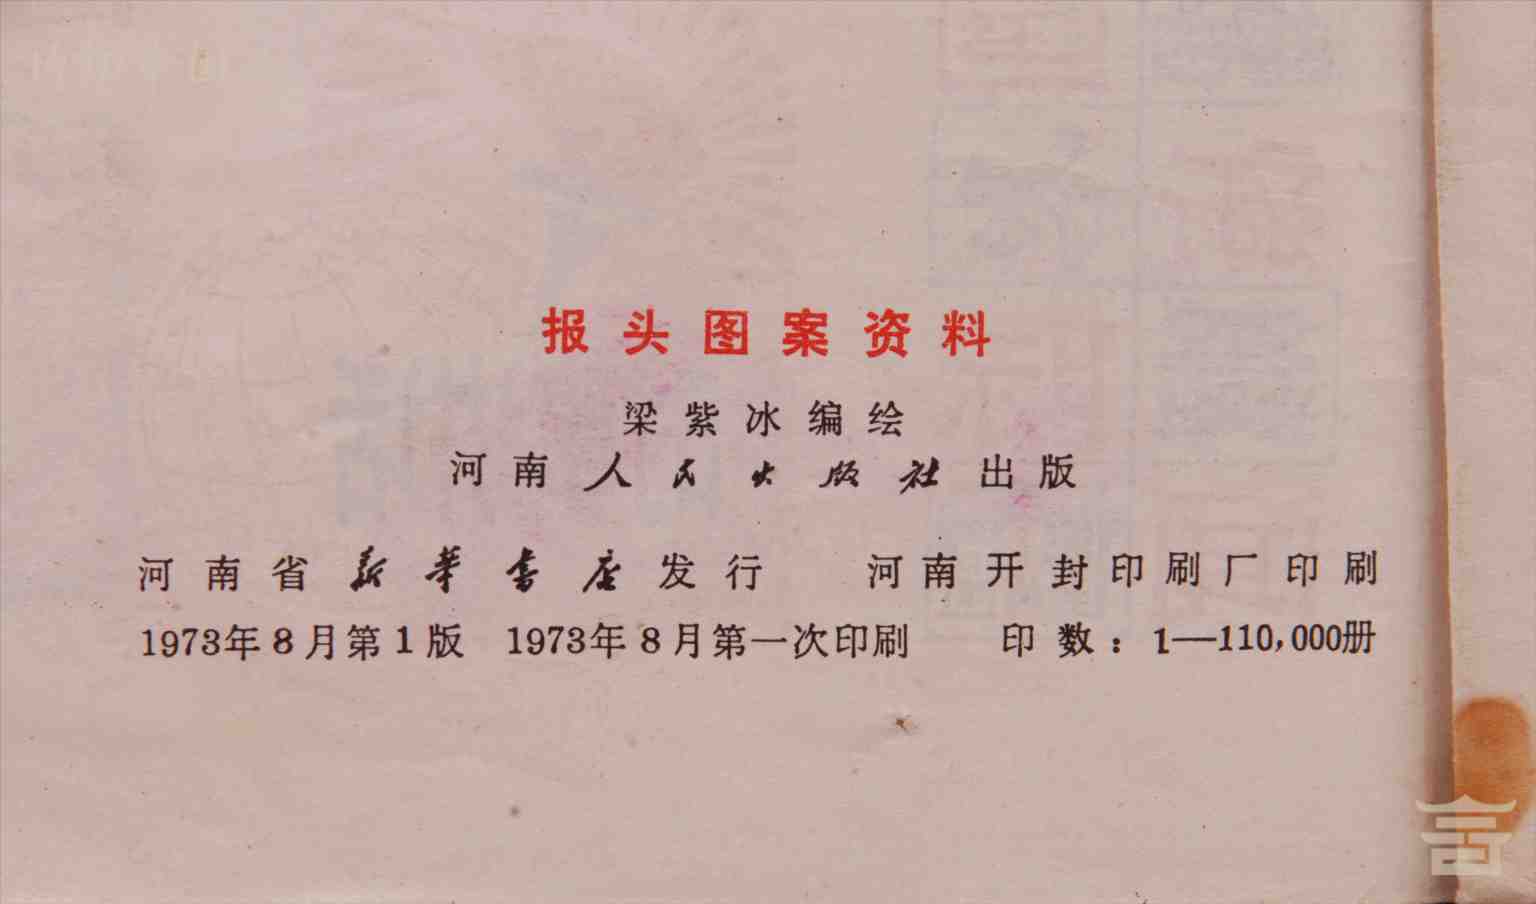 报头图案资料
梁紫冰编绘
河南人民出版社出版
河南省新华书店发行 河南开封印刷厂印刷
1973年8月第1版 1973年8月第一次印刷 印数：1—110,000册